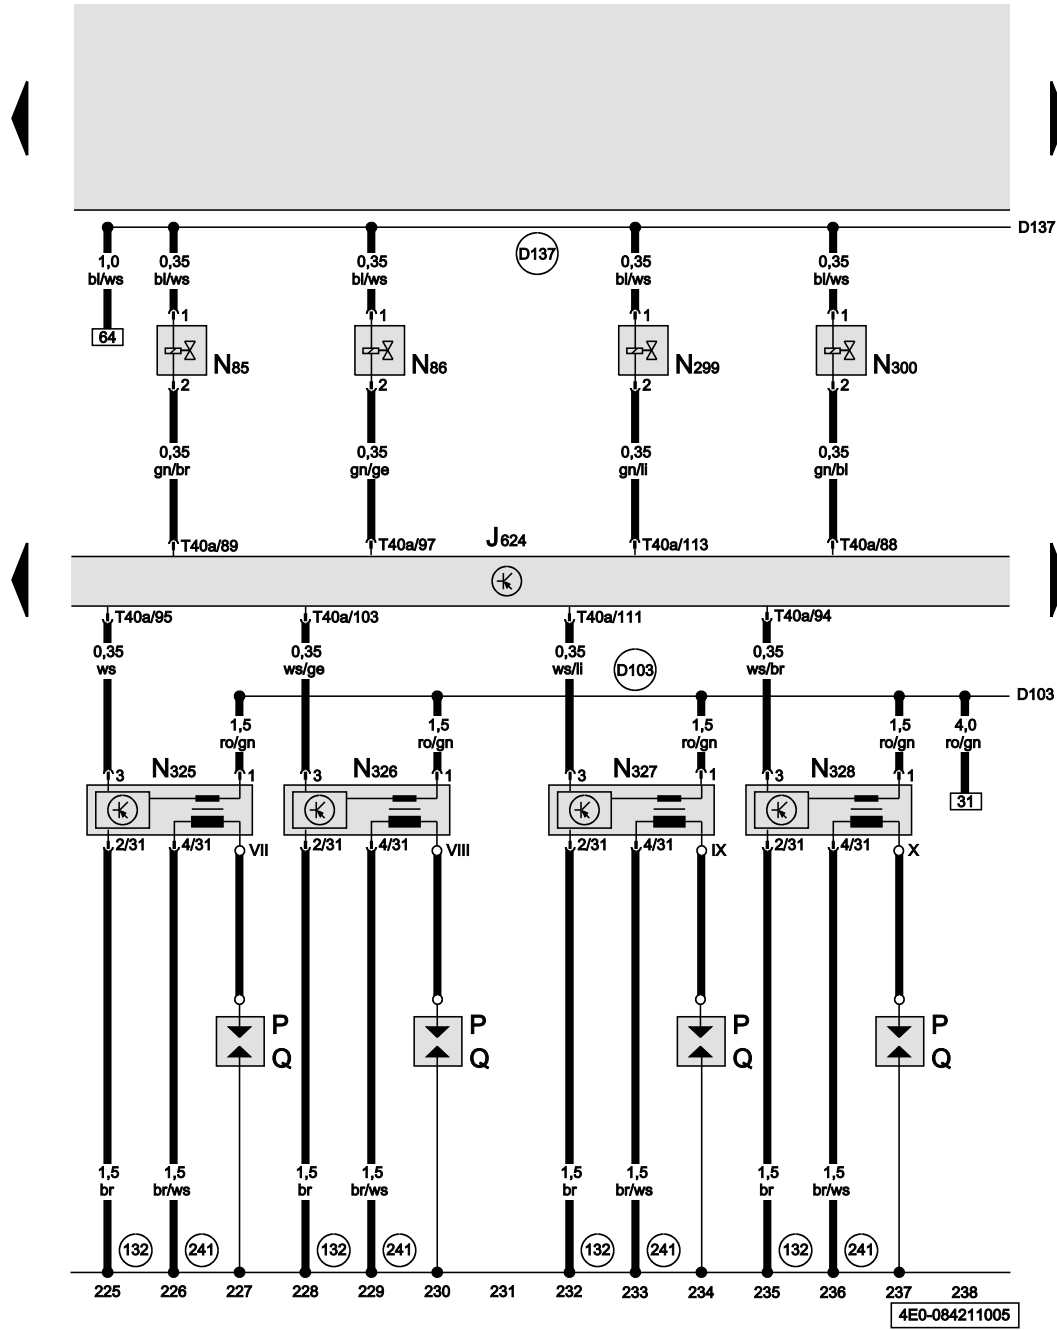 D137
D137
1,0 0,35 0,35 0,35 0,35
bl/ws bl/ws bl/ws bl/ws bl/ws
1 1 1 1
64
N85 N86 N299 N300
2 2 2 2
0,35 0,35 0,35 0,35
gn/br gn/ge gn/li gn/bl
J624
T40a/89 T40a/97 T40a/113 T40a/88
T40a/95 T40a/103 T40a/111 T40a/94
0,35 0,35 0,35 0,35
ws ws/ge ws/li ws/br
D103
D103
1,5 1,5 1,5 1,5 4,0
ro/gn ro/gn ro/gn ro/gn ro/gn
3 N325 1 3 N326 1 3 N327 1 3 N328 1
31
2/31 4/31 VII 2/31 4/31 VIII 2/31 4/31 IX 2/31 4/31 X
P P P P
Q Q Q Q
1,5 1,5 1,5 1,5 1,5 1,5 1,5 1,5
br br/ws br br/ws br br/ws br br/ws
132 241 132 241 132 241 132 241
225 226 227 228 229 230 231 232 233 234 235 236 237 238
4E0-084211005